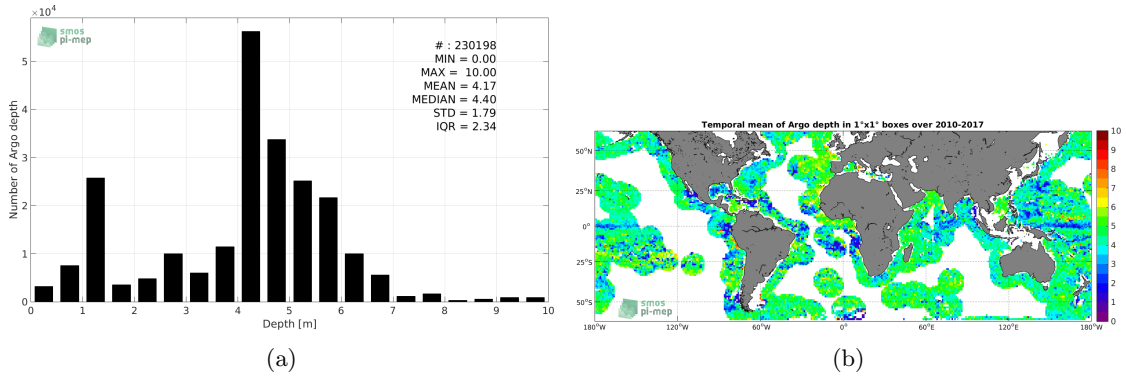 ×10⁴
smos
pi-mep
# : 230198
MIN = 0.00
MAX = 10.00
MEAN = 4.17
MEDIAN = 4.40
STD = 1.79
IQR = 2.34
Number of Argo depth
5
4
3
2
1
0
0 1 2 3 4 5 6 7 8 9 10
Depth [m]
(a)
Temporal mean of Argo depth in 1°x1° boxes over 2010-2017
50°N
25°N
0°
25°S
50°S
smos
pi-mep
180°W 120°W 60°W 0° 60°E 120°E 180°W
10
9
8
7
6
5
4
3
2
1
0
(b)